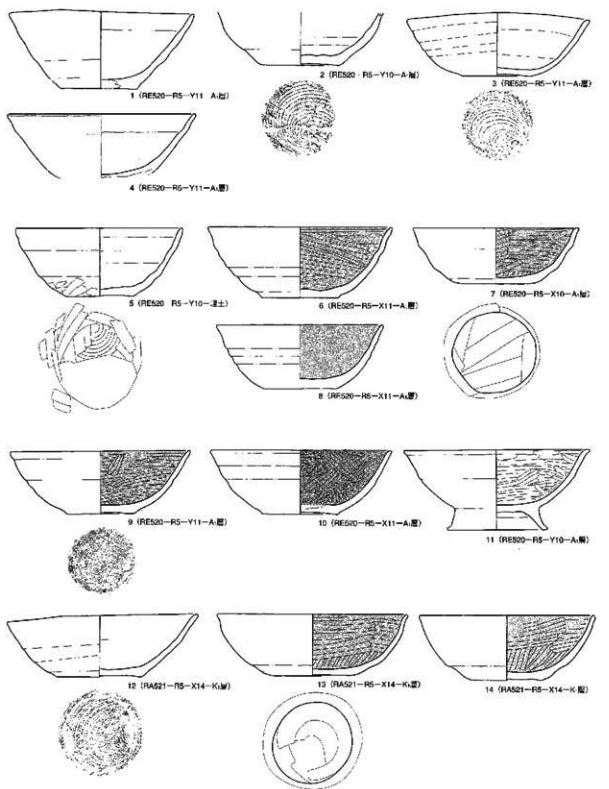 1 (RE520-R5-Y11-A₁層)
2 (RE520-R5-Y10-A₁層)
3 (RE520-R5-Y11-A₁層)
4 (RE520-R5-Y11-A₁層)
5 (RE520 R5-Y10-埋土)
6 (RE520-R5-X11-A₁層)
7 (RE520-R5-X10-A₁層)
8 (RE520-R5-X11-A₁層)
9 (RE520-R5-Y11-A₁層)
10 (RE520-R5-X11-A₁層)
11 (RE520-R5-Y10-A₁層)
12 (RA521-R5-X14-K₁層)
13 (RA521-R5-X14-K₁層)
14 (RA521-R5-X14-K₁層)